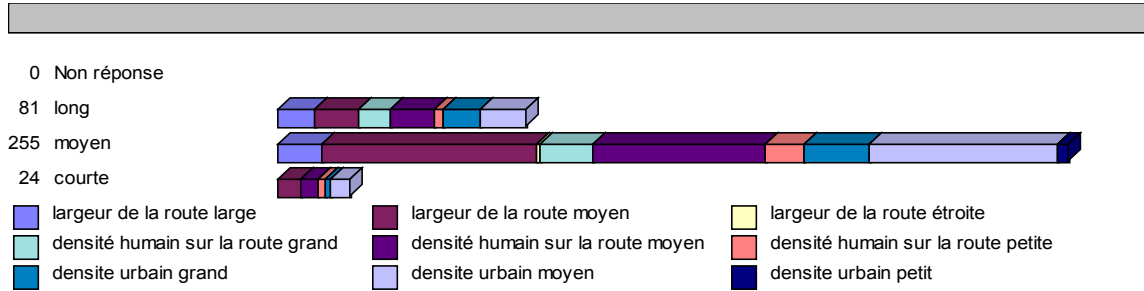 0 Non réponse
81 long
255 moyen
24 courte
largeur de la route large largeur de la route moyen largeur de la route étroite
densité humain sur la route grand densité humain sur la route moyen densité humain sur la route petite
densite urbain grand densite urbain moyen densite urbain petit